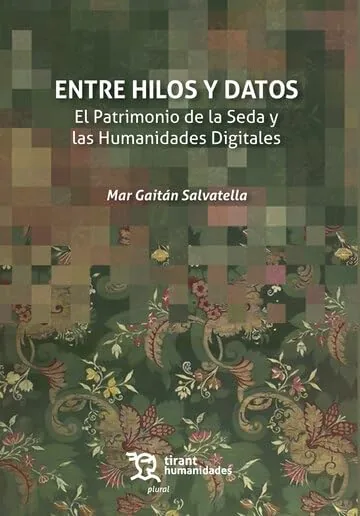 ENTRE HILOS Y DATOS
El Patrimonio de la Seda y
las Humanidades Digitales
Mar Gaitán Salvatella
tirant
humanidades
plural